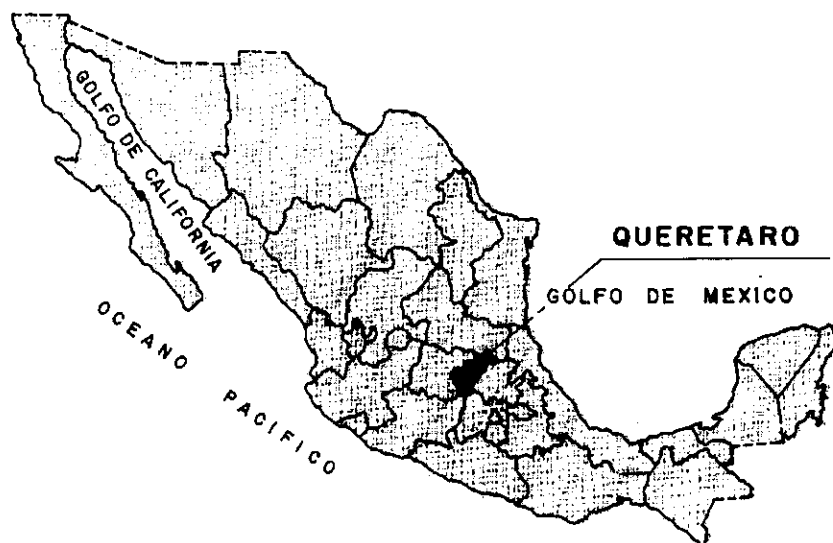 GOLFO DE CALIFORNIA
QUERETARO
GOLFO DE MEXICO
OCEANO PACIFICO